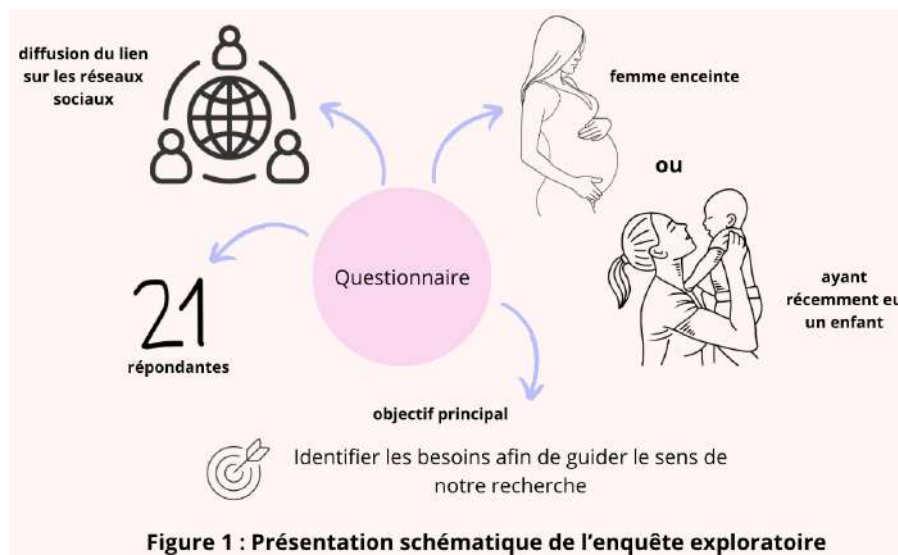 diffusion du lien
sur les réseaux
sociaux
femme enceinte
ou
ayant
récemment eu
un enfant
Questionnaire
21
répondantes
objectif principal
Identifier les besoins afin de guider le sens de
notre recherche
Figure 1 : Présentation schématique de l'enquête exploratoire